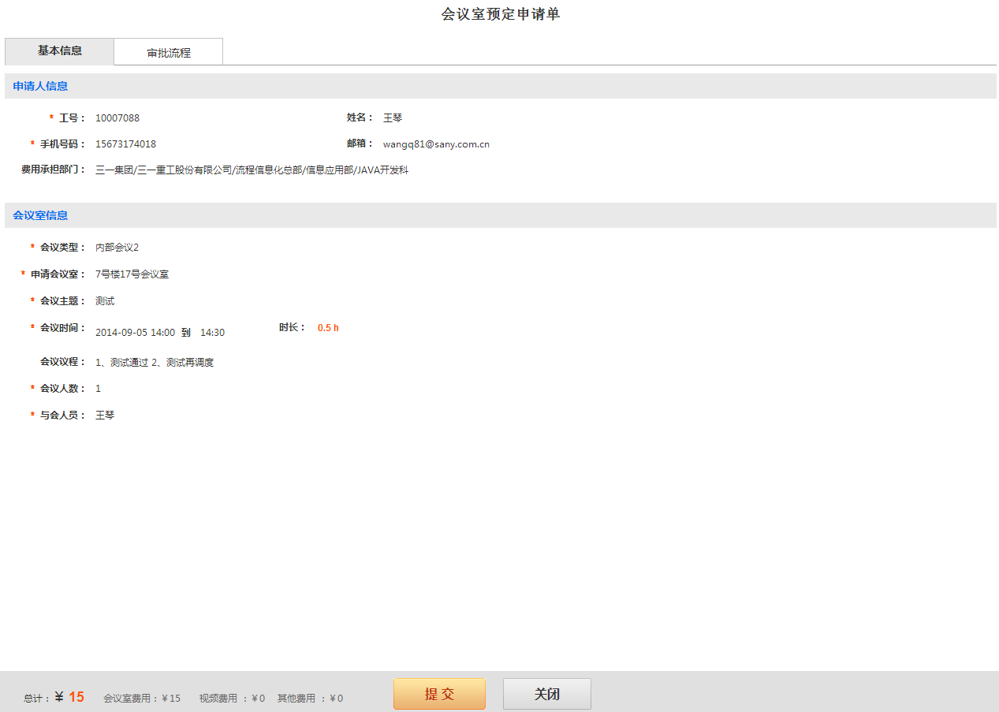 会议室预定申请单
基本信息 审批流程
申请人信息
* 工号： 10007088 姓名： 王琴
* 手机号码： 15673174018 邮箱： wangq81@sany.com.cn
费用承担部门： 三一集团/三一重工股份有限公司/流程信息化总部/信息应用部/JAVA开发科
会议室信息
* 会议类型： 内部会议2
* 申请会议室： 7号楼17号会议室
* 会议主题： 测试
* 会议时间： 2014-09-05 14:00 到 14:30 时长： 0.5 h
会议议程： 1、测试通过 2、测试再调度
* 会议人数： 1
* 与会人员： 王琴
总计： ¥ 15 会议室费用：¥ 15 视频费用 ：¥ 0 其他费用 ：¥ 0 提 交 关闭